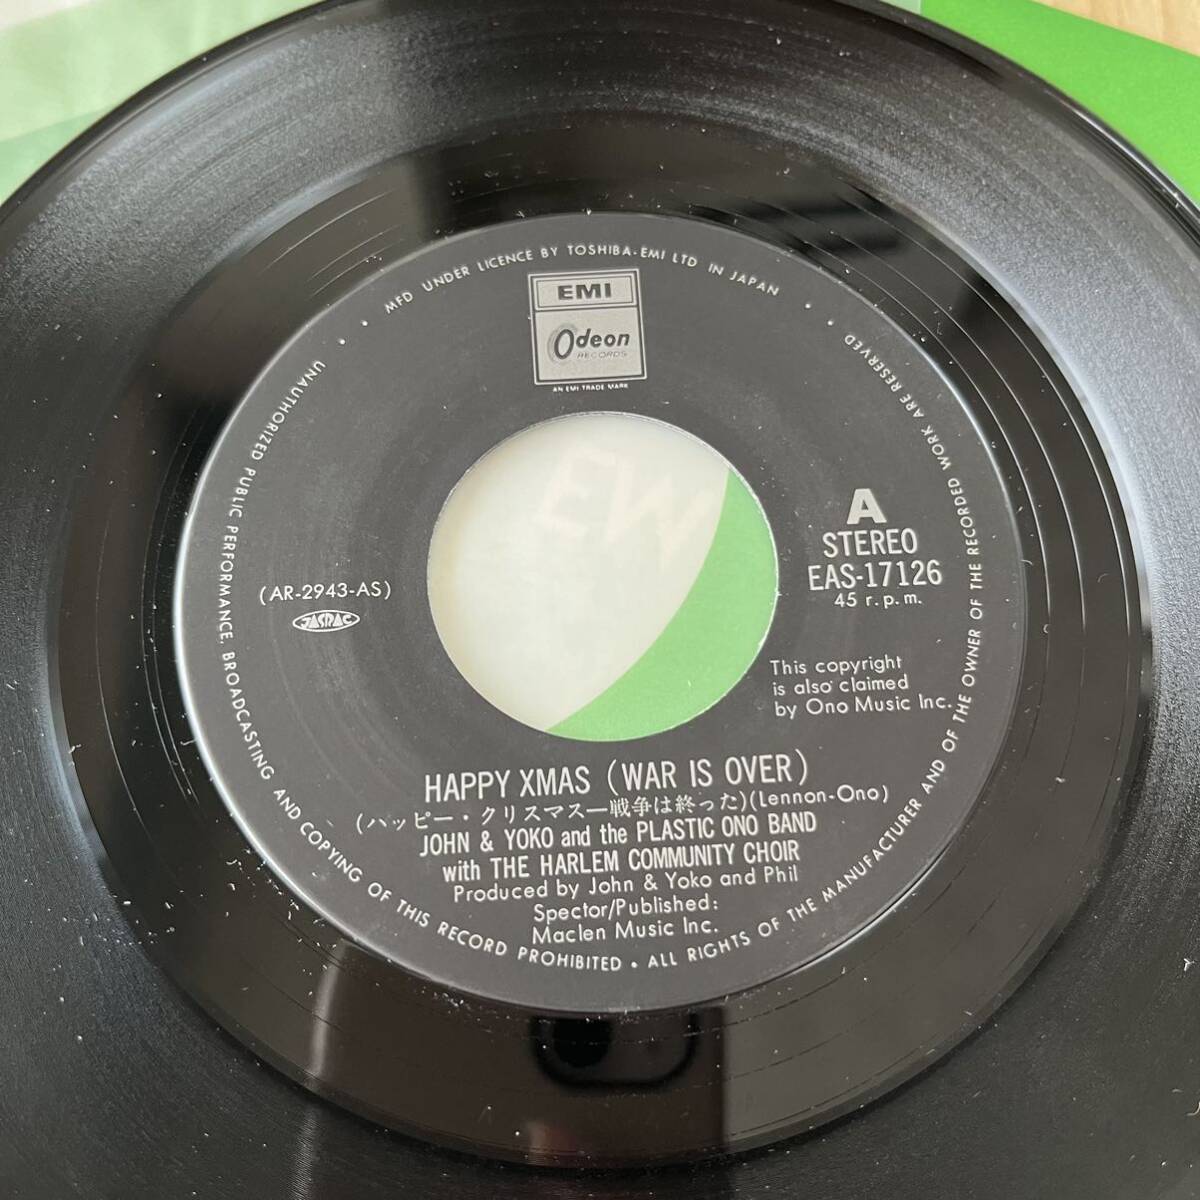 MFD UNDER LICENCE BY TOSHIBA-EMI LTD IN JAPAN
EMI
Odeon
RECORDS
AN EMI TRADE MARK
A
STEREO
EAS-17126
45 r.p.m.
(AR-2943-AS)
JASRAC
This copyright
is also claimed
by Ono Music Inc.
HAPPY XMAS (WAR IS OVER)
(ハッピー・クリスマス—戦争は終った)(Lennon-Ono)
JOHN & YOKO and the PLASTIC ONO BAND
with THE HARLEM COMMUNITY CHOIR
Produced by John & Yoko and Phil
Spector/Published:
Maclen Music Inc.
UNAUTHORIZED PUBLIC PERFORMANCE, BROADCASTING AND COPYING OF THIS RECORD PROHIBITED • ALL RIGHTS OF THE MANUFACTURER AND OF THE OWNER OF THE RECORDED WORK ARE RESERVED